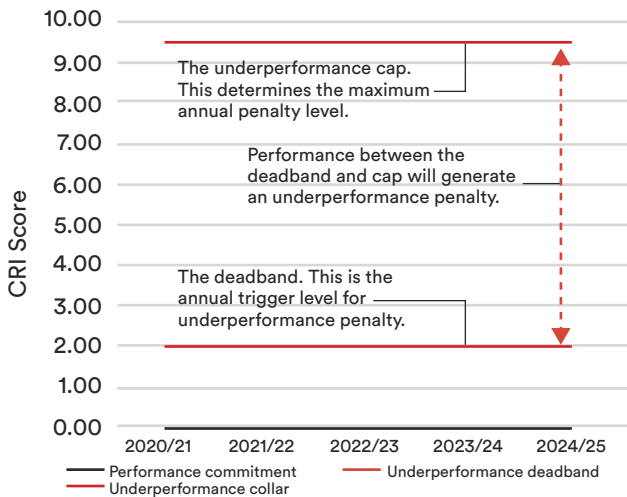 10.00
9.00
8.00
7.00
6.00
5.00
4.00
3.00
2.00
1.00
0.00
CRI Score
The underperformance cap.
This determines the maximum
annual penalty level.
Performance between the
deadband and cap will generate
an underperformance penalty.
The deadband. This is the
annual trigger level for
underperformance penalty.
2020/21 2021/22 2022/23 2023/24 2024/25
Performance commitment Underperformance deadband
Underperformance collar